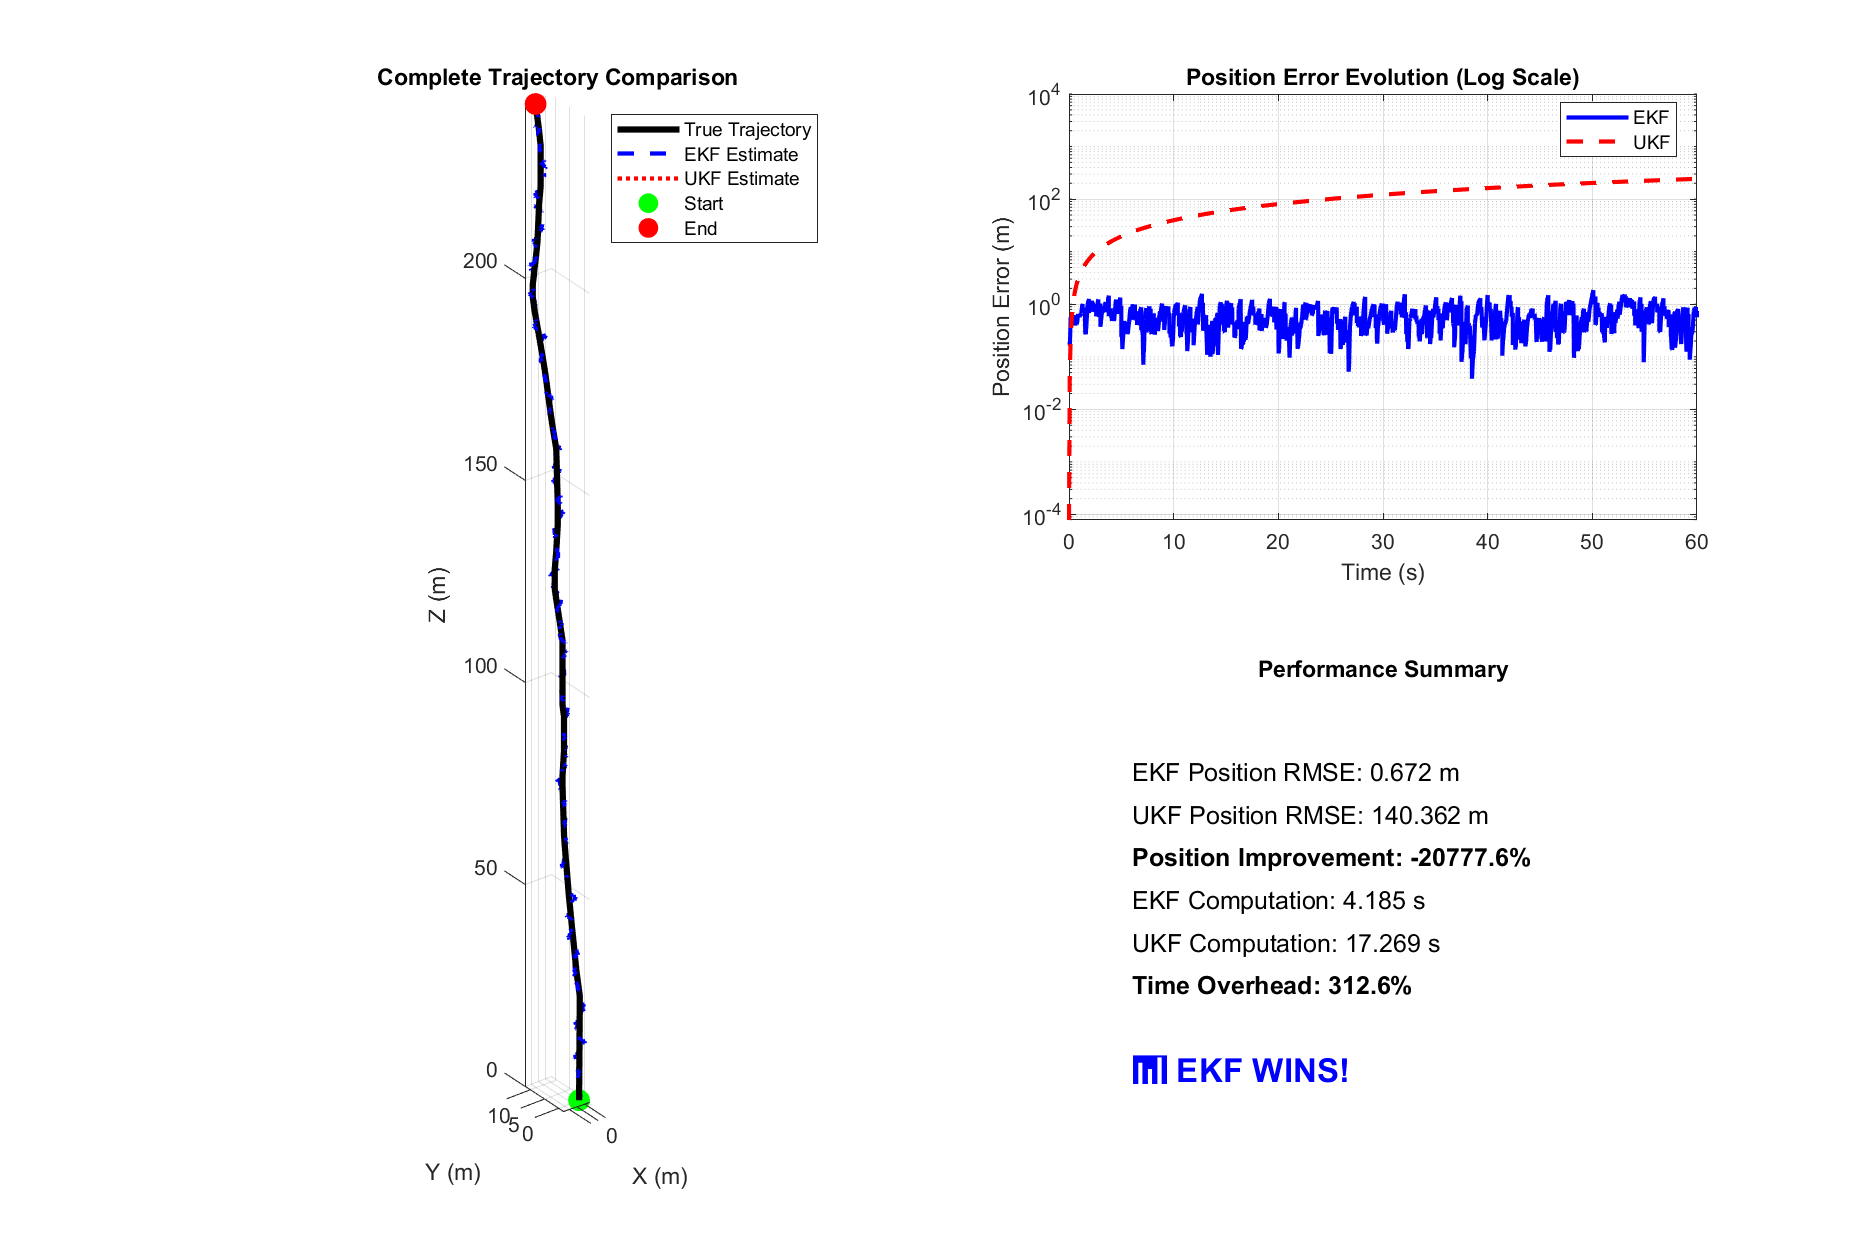 Complete Trajectory Comparison
True Trajectory
EKF Estimate
UKF Estimate
Start
End
200
150
100
50
0
Z (m)
10
5
0
0
Y (m)
X (m)
Position Error Evolution (Log Scale)
EKF
UKF
10^4
10^2
10^0
10^-2
10^-4
Position Error (m)
0 10 20 30 40 50 60
Time (s)
Performance Summary
EKF Position RMSE: 0.672 m
UKF Position RMSE: 140.362 m
Position Improvement: -20777.6%
EKF Computation: 4.185 s
UKF Computation: 17.269 s
Time Overhead: 312.6%
EKF WINS!